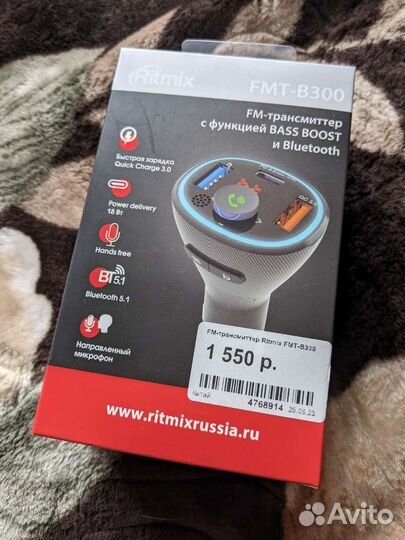 Ritmix
FMT-B300
FM-трансмиттер
с функцией BASS BOOST
и Bluetooth
Быстрая зарядка
Quick Charge 3.0
Power delivery
18 Вт
Hands free
BT 5.1
Bluetooth 5.1
Направленный
микрофон
FM-трансмиттер Ritmix FMT-B300
1 550 р.
Китай
4768914 25.06.23
www.ritmixrussia.ru
Avito